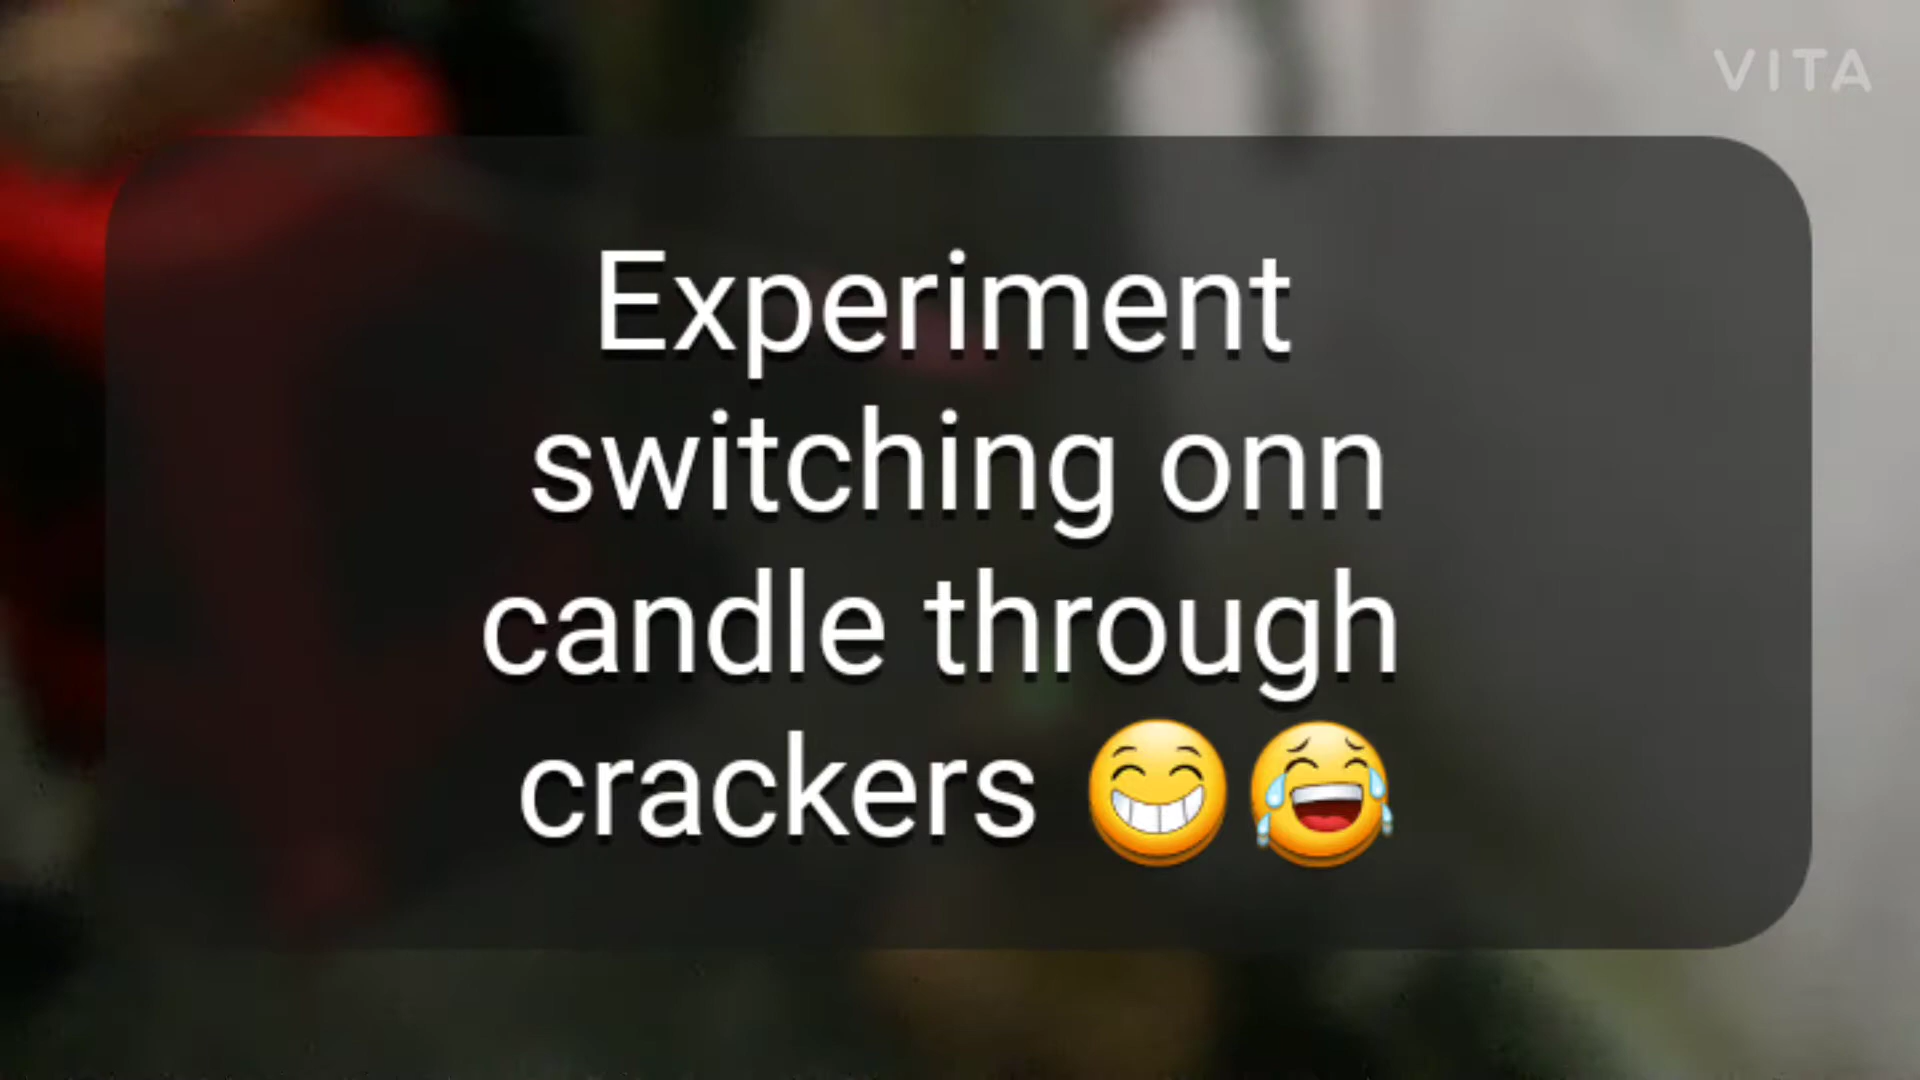 VITA
Experiment
switching onn
candle through
crackers 😁😂